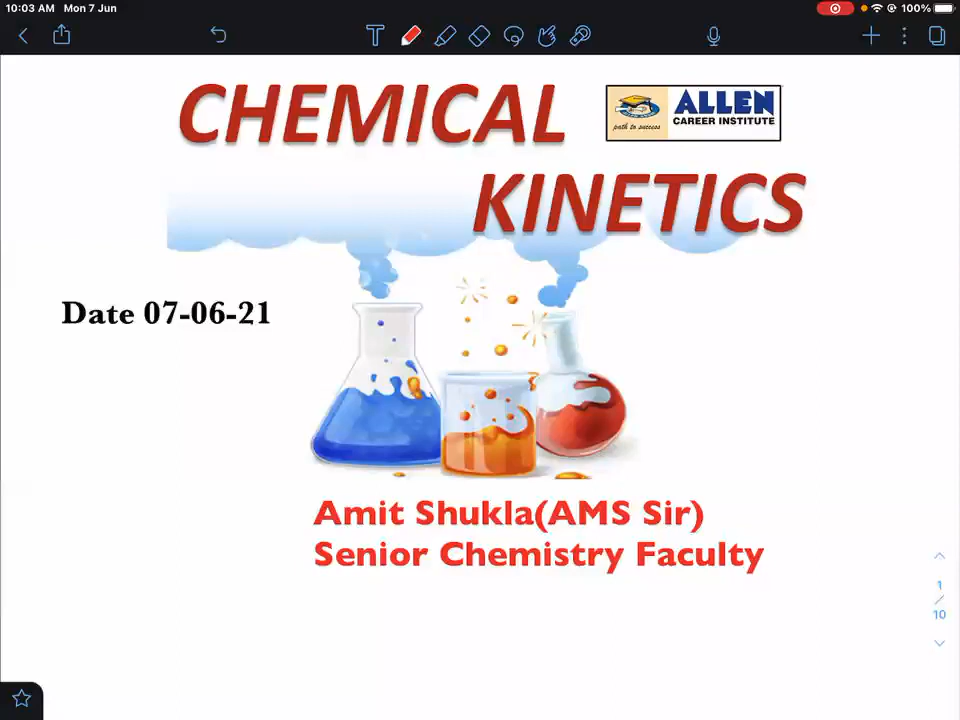 10:03 AM Mon 7 Jun
100%
CHEMICAL
ALLEN
CAREER INSTITUTE
path to success
KINETICS
Date 07-06-21
Amit Shukla(AMS Sir)
Senior Chemistry Faculty
1
/
10